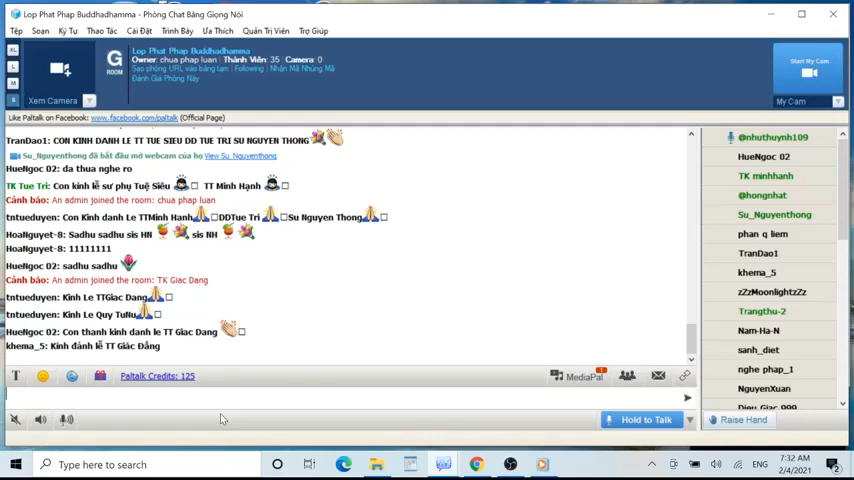 Lop Phat Phap Buddhadhamma - Phòng Chat Bằng Giọng Nói
Tệp Soạn Ký Tự Thao Tác Cài Đặt Trình Bày Ưa Thích Quản Trị Viên Trợ Giúp
XL
L
M
S
Xem Camera
G
ROOM
Lop Phat Phap Buddhadhamma
Owner: chua phap luan | Thành Viên: 35 | Camera: 0
Sao phỏng URL vào bảng tạm | Following | Nhận Mã Nhúng Mã
Đánh Giá Phòng Này
Start My Cam
My Cam
Like Paltalk on Facebook: www.facebook.com/paltalk (Official Page)
TranDao1: CON KINH DANH LE TT TUE SIEU DD TUE TRI SU NGUYEN THONG
Su_Nguyenthong đã bắt đầu mở webcam của họ View Su_Nguyenthong
HueNgoc 02: da thua nghe ro
TK Tue Tri: Con kính lễ sư phụ Tuệ Siêu TT Minh Hạnh
Cảnh báo: An admin joined the room: chua phap luan
tntueduyen: Con Kinh danh Le TTMinh Hanh DDTue Tri Su Nguyen Thong
HoaNguyet-8: Sadhu sadhu sis HN sis NH
HoaNguyet-8: 11111111
HueNgoc 02: sadhu sadhu
Cảnh báo: An admin joined the room: TK Giac Dang
tntueduyen: Kinh Le TTGiac Dang
tntueduyen: Kinh Le Quy TuNu
HueNgoc 02: Con thanh kinh danh le TT Giac Dang
khema_5: Kính đảnh lễ TT Giác Đẳng
T Paltalk Credits: 125 MediaPal 1
Hold to Talk Raise Hand
@nhuthuynh109
HueNgoc 02
TK minhhanh
@hongnhat
Su_Nguyenthong
phan q liem
TranDao1
khema_5
zZzMoonlightzZz
Trangthu-2
Nam-Ha-N
sanh_diet
nghe phap_1
NguyenXuan
Dieu Giac 999
Type here to search
ENG
7:32 AM
2/4/2021
2